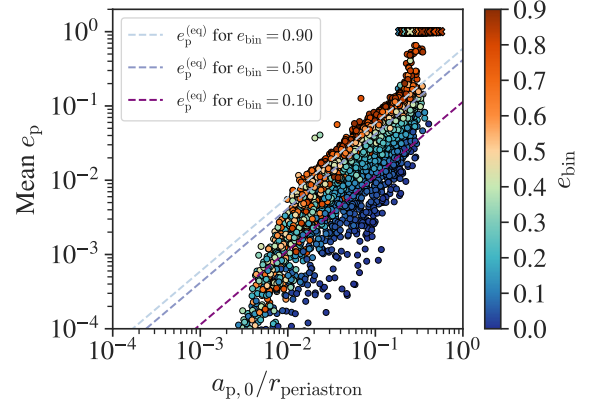 e_p^(eq) for e_bin = 0.90
e_p^(eq) for e_bin = 0.50
e_p^(eq) for e_bin = 0.10
10^0
10^−1
10^−2
10^−3
10^−4
Mean e_p
10^−4 10^−3 10^−2 10^−1 10^0
a_p,0/r_periastron
0.9
0.8
0.7
0.6
0.5
0.4
0.3
0.2
0.1
0.0
e_bin